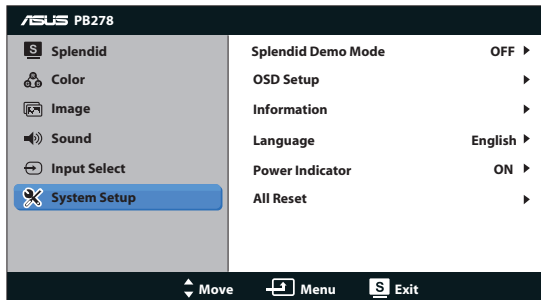 ASUS PB278
S Splendid
Color
Image
Sound
Input Select
System Setup
Splendid Demo Mode OFF
OSD Setup
Information
Language English
Power Indicator ON
All Reset
Move Menu S Exit